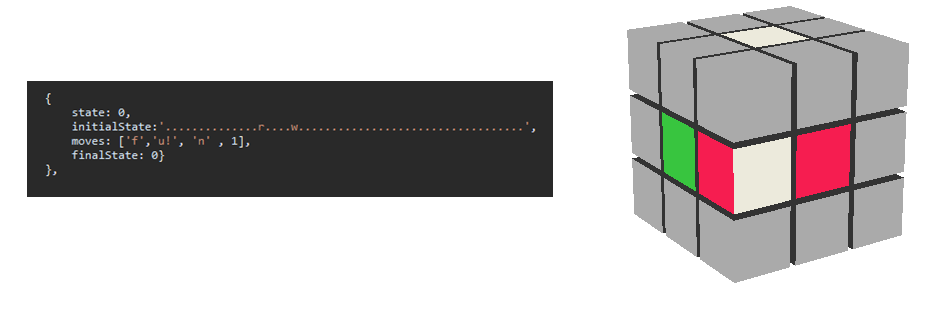 {
state: 0,
initialState:'..............r....w..................................',
moves: ['f','u!', 'n' , 1],
finalState: 0}
},